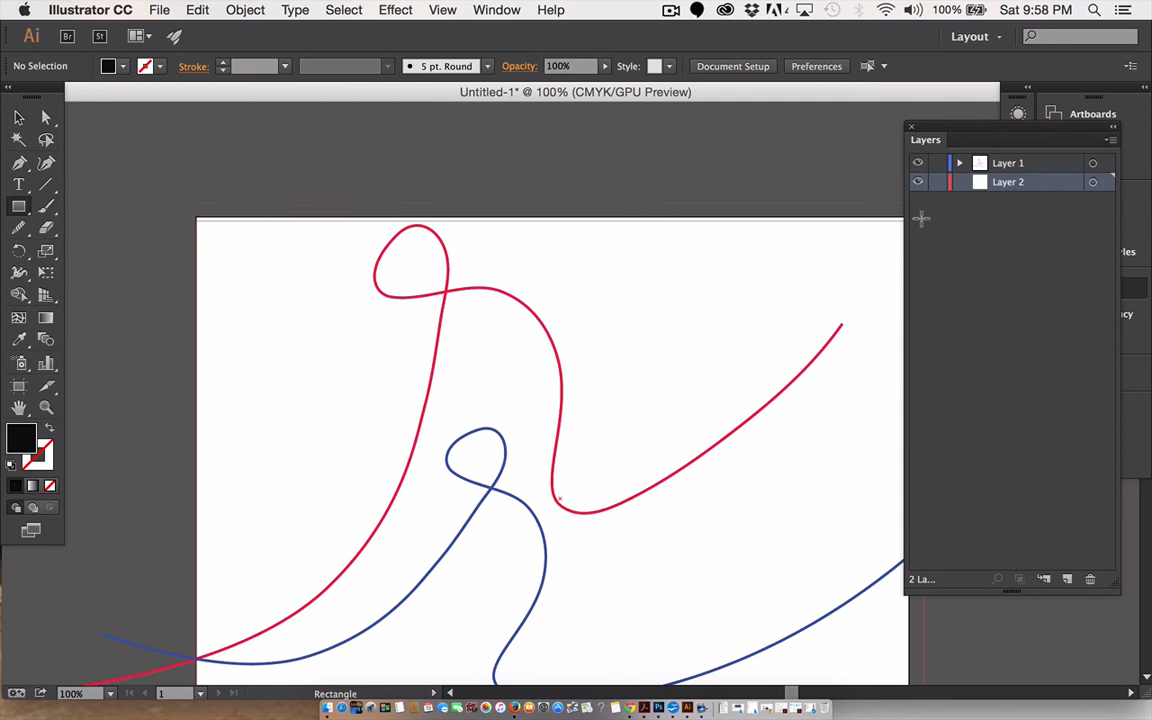 Illustrator CC File Edit Object Type Select Effect View Window Help 100% Sat 9:58 PM
Ai Br St Layout
No Selection Stroke: 5 pt. Round Opacity: 100% Style: Document Setup Preferences
Untitled-1* @ 100% (CMYK/GPU Preview)
Artboards
Layers
Layer 1
Layer 2
T
2 La...
100% 1 Rectangle